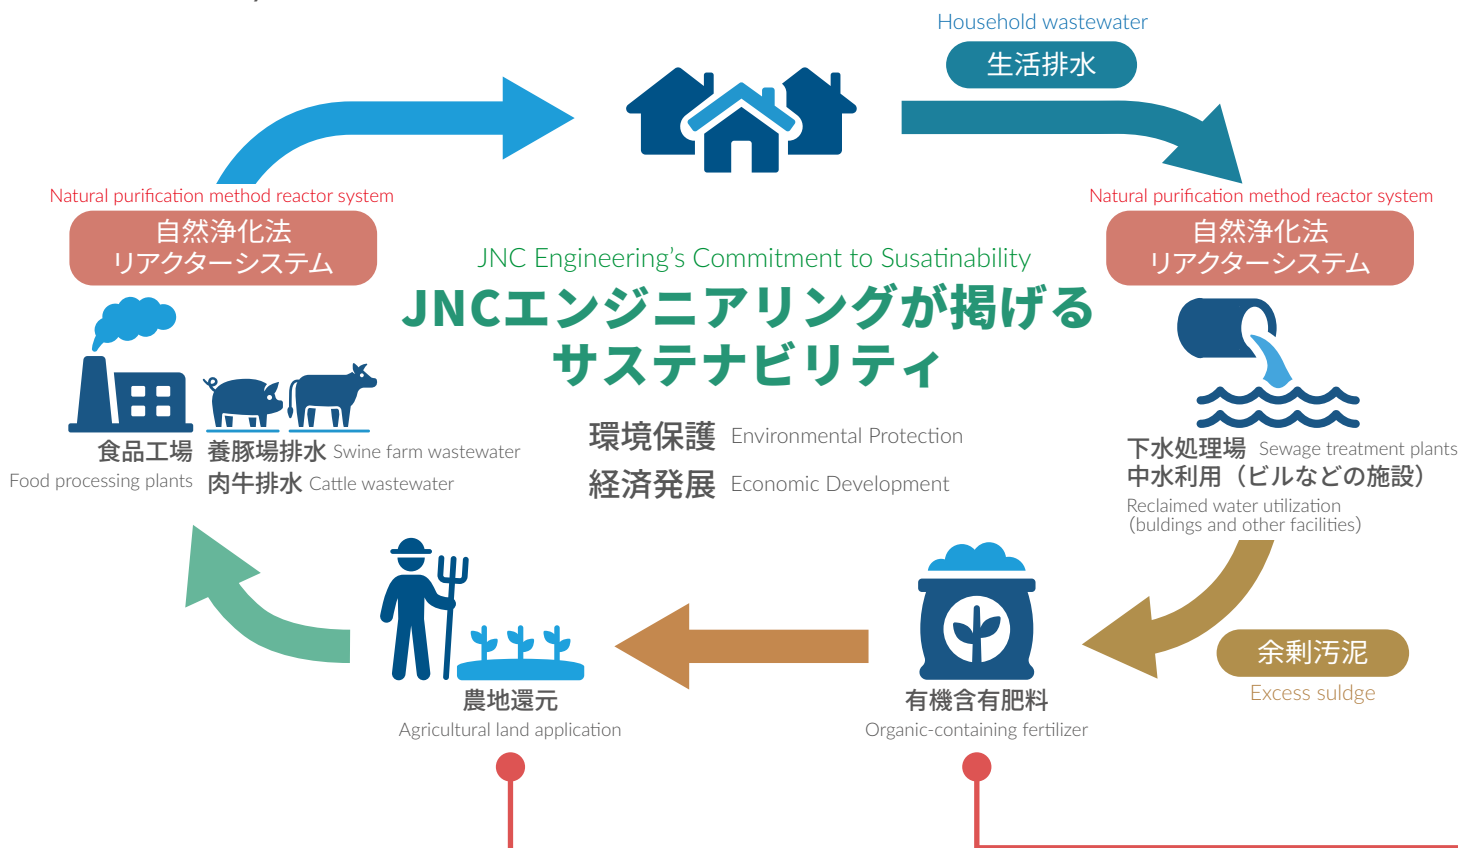 Household wastewater
生活排水
Natural purification method reactor system
自然浄化法
リアクターシステム
Natural purification method reactor system
自然浄化法
リアクターシステム
JNC Engineering's Commitment to Susatinability
JNCエンジニアリングが掲げる
サステナビリティ
環境保護 Environmental Protection
経済発展 Economic Development
食品工場
Food processing plants
養豚場排水 Swine farm wastewater
肉牛排水 Cattle wastewater
下水処理場 Sewage treatment plants
中水利用（ビルなどの施設）
Reclaimed water utilization
(buldings and other facilities)
余剰汚泥
Excess suldge
農地還元
Agricultural land application
有機含有肥料
Organic-containing fertilizer